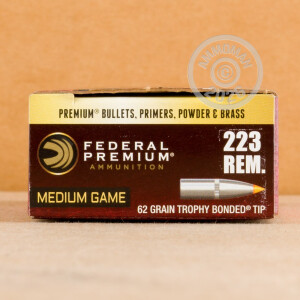 PREMIUM® BULLETS, PRIMERS, POWDER & BRASS
FEDERAL
PREMIUM®
AMMUNITION
223
REM.
MEDIUM GAME
62 GRAIN TROPHY BONDED® TIP